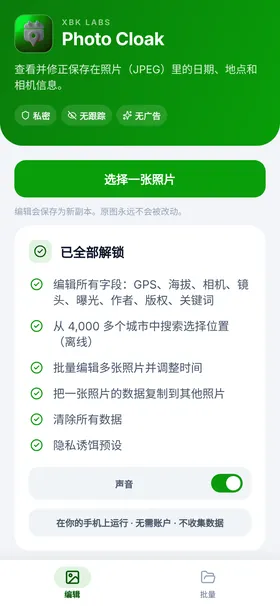 XBK LABS
Photo Cloak
查看并修正保存在照片（JPEG）里的日期、地点和
相机信息。
私密
无跟踪
无广告
选择一张照片
编辑会保存为新副本。原图永远不会被改动。
已全部解锁
编辑所有字段：GPS、海拔、相机、镜
头、曝光、作者、版权、关键词
从 4,000 多个城市中搜索选择位置
（离线）
批量编辑多张照片并调整时间
把一张照片的数据复制到其他照片
清除所有数据
隐私诱饵预设
声音
在你的手机上运行 · 无需账户 · 不收集数据
编辑
批量